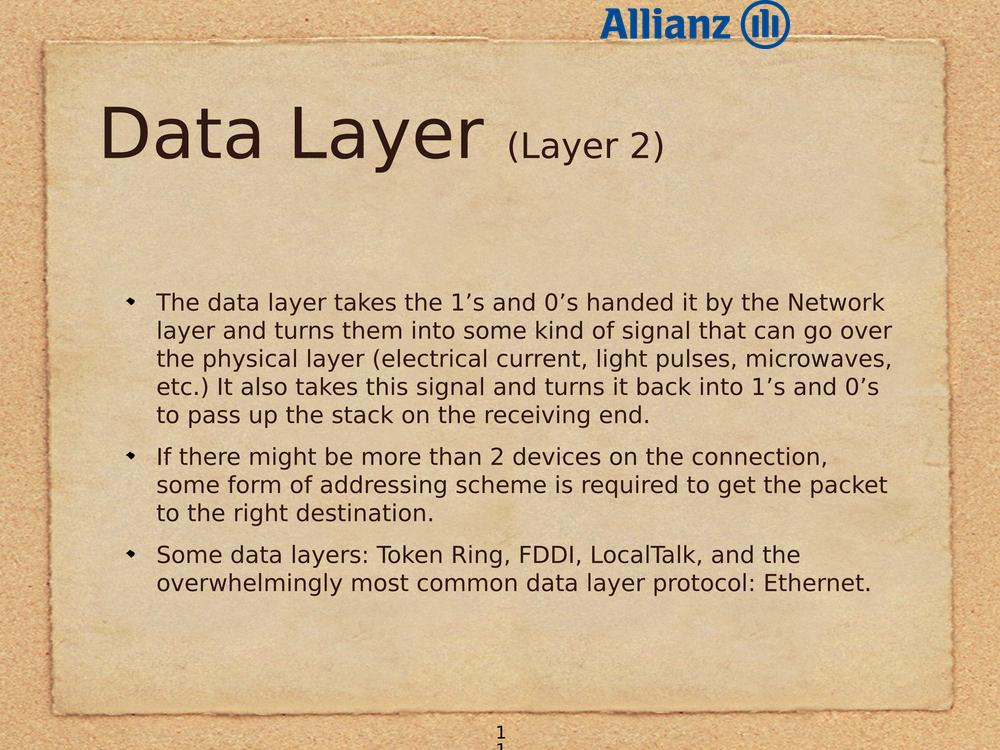 Allianz
Data Layer (Layer 2)
The data layer takes the 1’s and 0’s handed it by the Network
layer and turns them into some kind of signal that can go over
the physical layer (electrical current, light pulses, microwaves,
etc.) It also takes this signal and turns it back into 1’s and 0’s
to pass up the stack on the receiving end.
If there might be more than 2 devices on the connection,
some form of addressing scheme is required to get the packet
to the right destination.
Some data layers: Token Ring, FDDI, LocalTalk, and the
overwhelmingly most common data layer protocol: Ethernet.
1
1